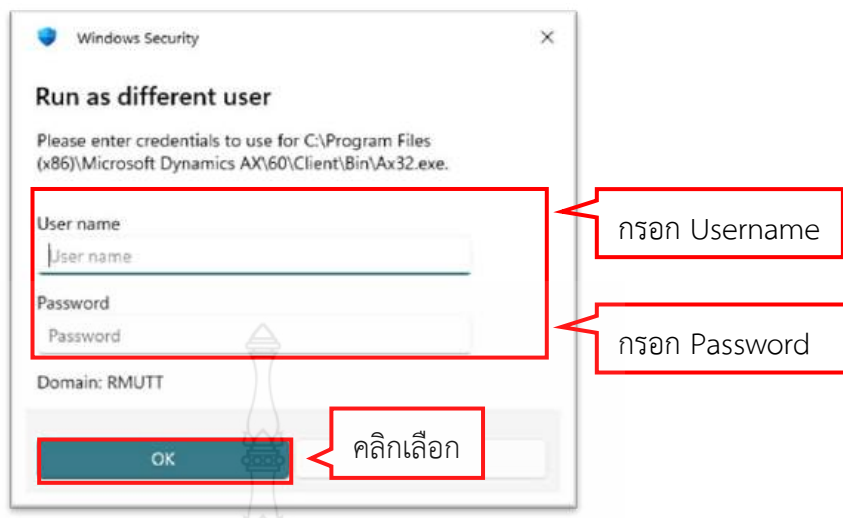 Windows Security
Run as different user
Please enter credentials to use for C:\Program Files
(x86)\Microsoft Dynamics AX\60\Client\Bin\Ax32.exe.
User name
User name
กรอก Username
Password
Password
กรอก Password
Domain: RMUTT
OK
คลิกเลือก